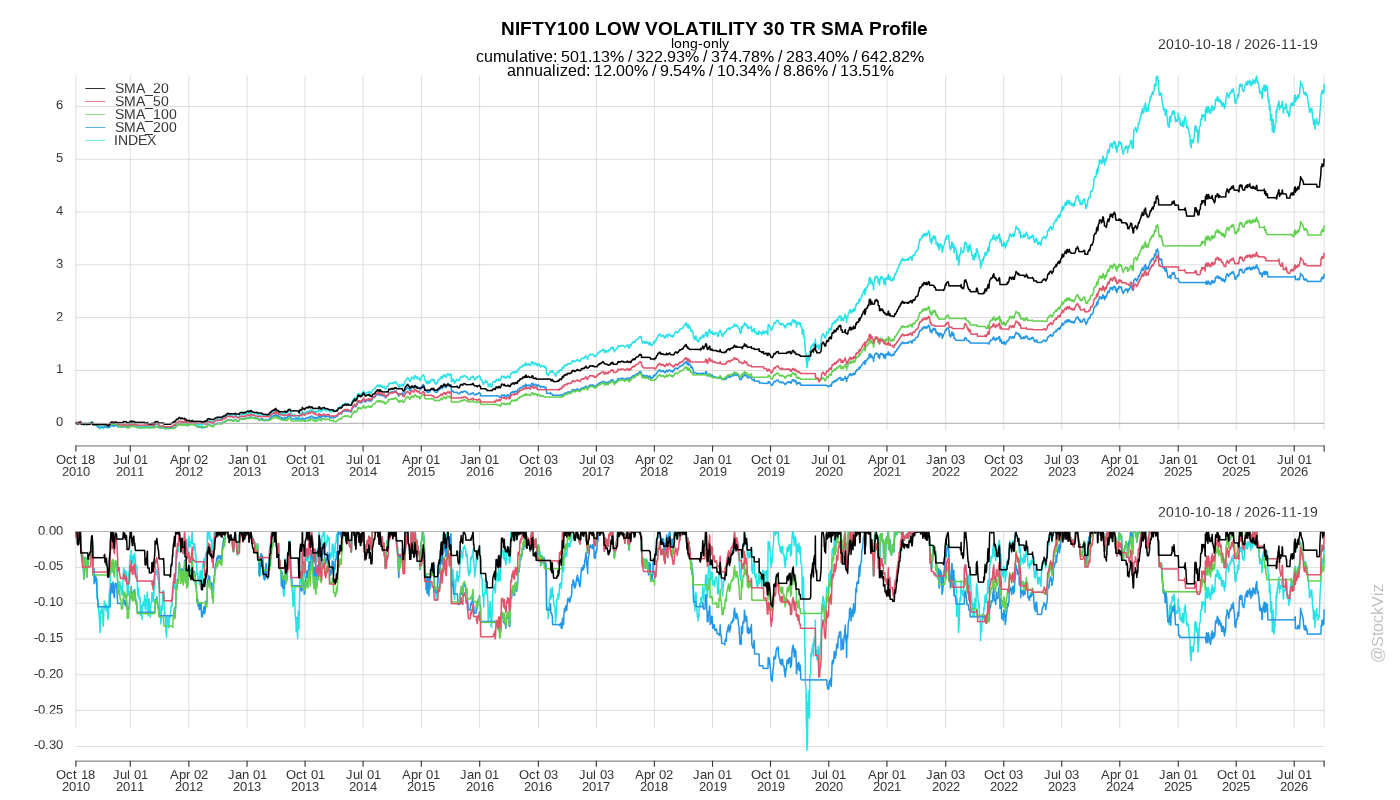 NIFTY100 LOW VOLATILITY 30 TR SMA Profile
long-only
cumulative: 501.13% / 322.93% / 374.78% / 283.40% / 642.82%
annualized: 12.00% / 9.54% / 10.34% / 8.86% / 13.51%
2010-10-18 / 2026-11-19
SMA_20
SMA_50
SMA_100
SMA_200
INDEX
6
5
4
3
2
1
0
Oct 18 Jul 01 Apr 02 Jan 01 Oct 01 Jul 01 Apr 01 Jan 01 Oct 03 Jul 03 Apr 02 Jan 01 Oct 01 Jul 01 Apr 01 Jan 03 Oct 03 Jul 03 Apr 01 Jan 01 Oct 01 Jul 01
2010 2011 2012 2013 2013 2014 2015 2016 2016 2017 2018 2019 2019 2020 2021 2022 2022 2023 2024 2025 2025 2026
2010-10-18 / 2026-11-19
0.00
-0.05
-0.10
-0.15
-0.20
-0.25
-0.30
Oct 18 Jul 01 Apr 02 Jan 01 Oct 01 Jul 01 Apr 01 Jan 01 Oct 03 Jul 03 Apr 02 Jan 01 Oct 01 Jul 01 Apr 01 Jan 03 Oct 03 Jul 03 Apr 01 Jan 01 Oct 01 Jul 01
2010 2011 2012 2013 2013 2014 2015 2016 2016 2017 2018 2019 2019 2020 2021 2022 2022 2023 2024 2025 2025 2026
@StockViz